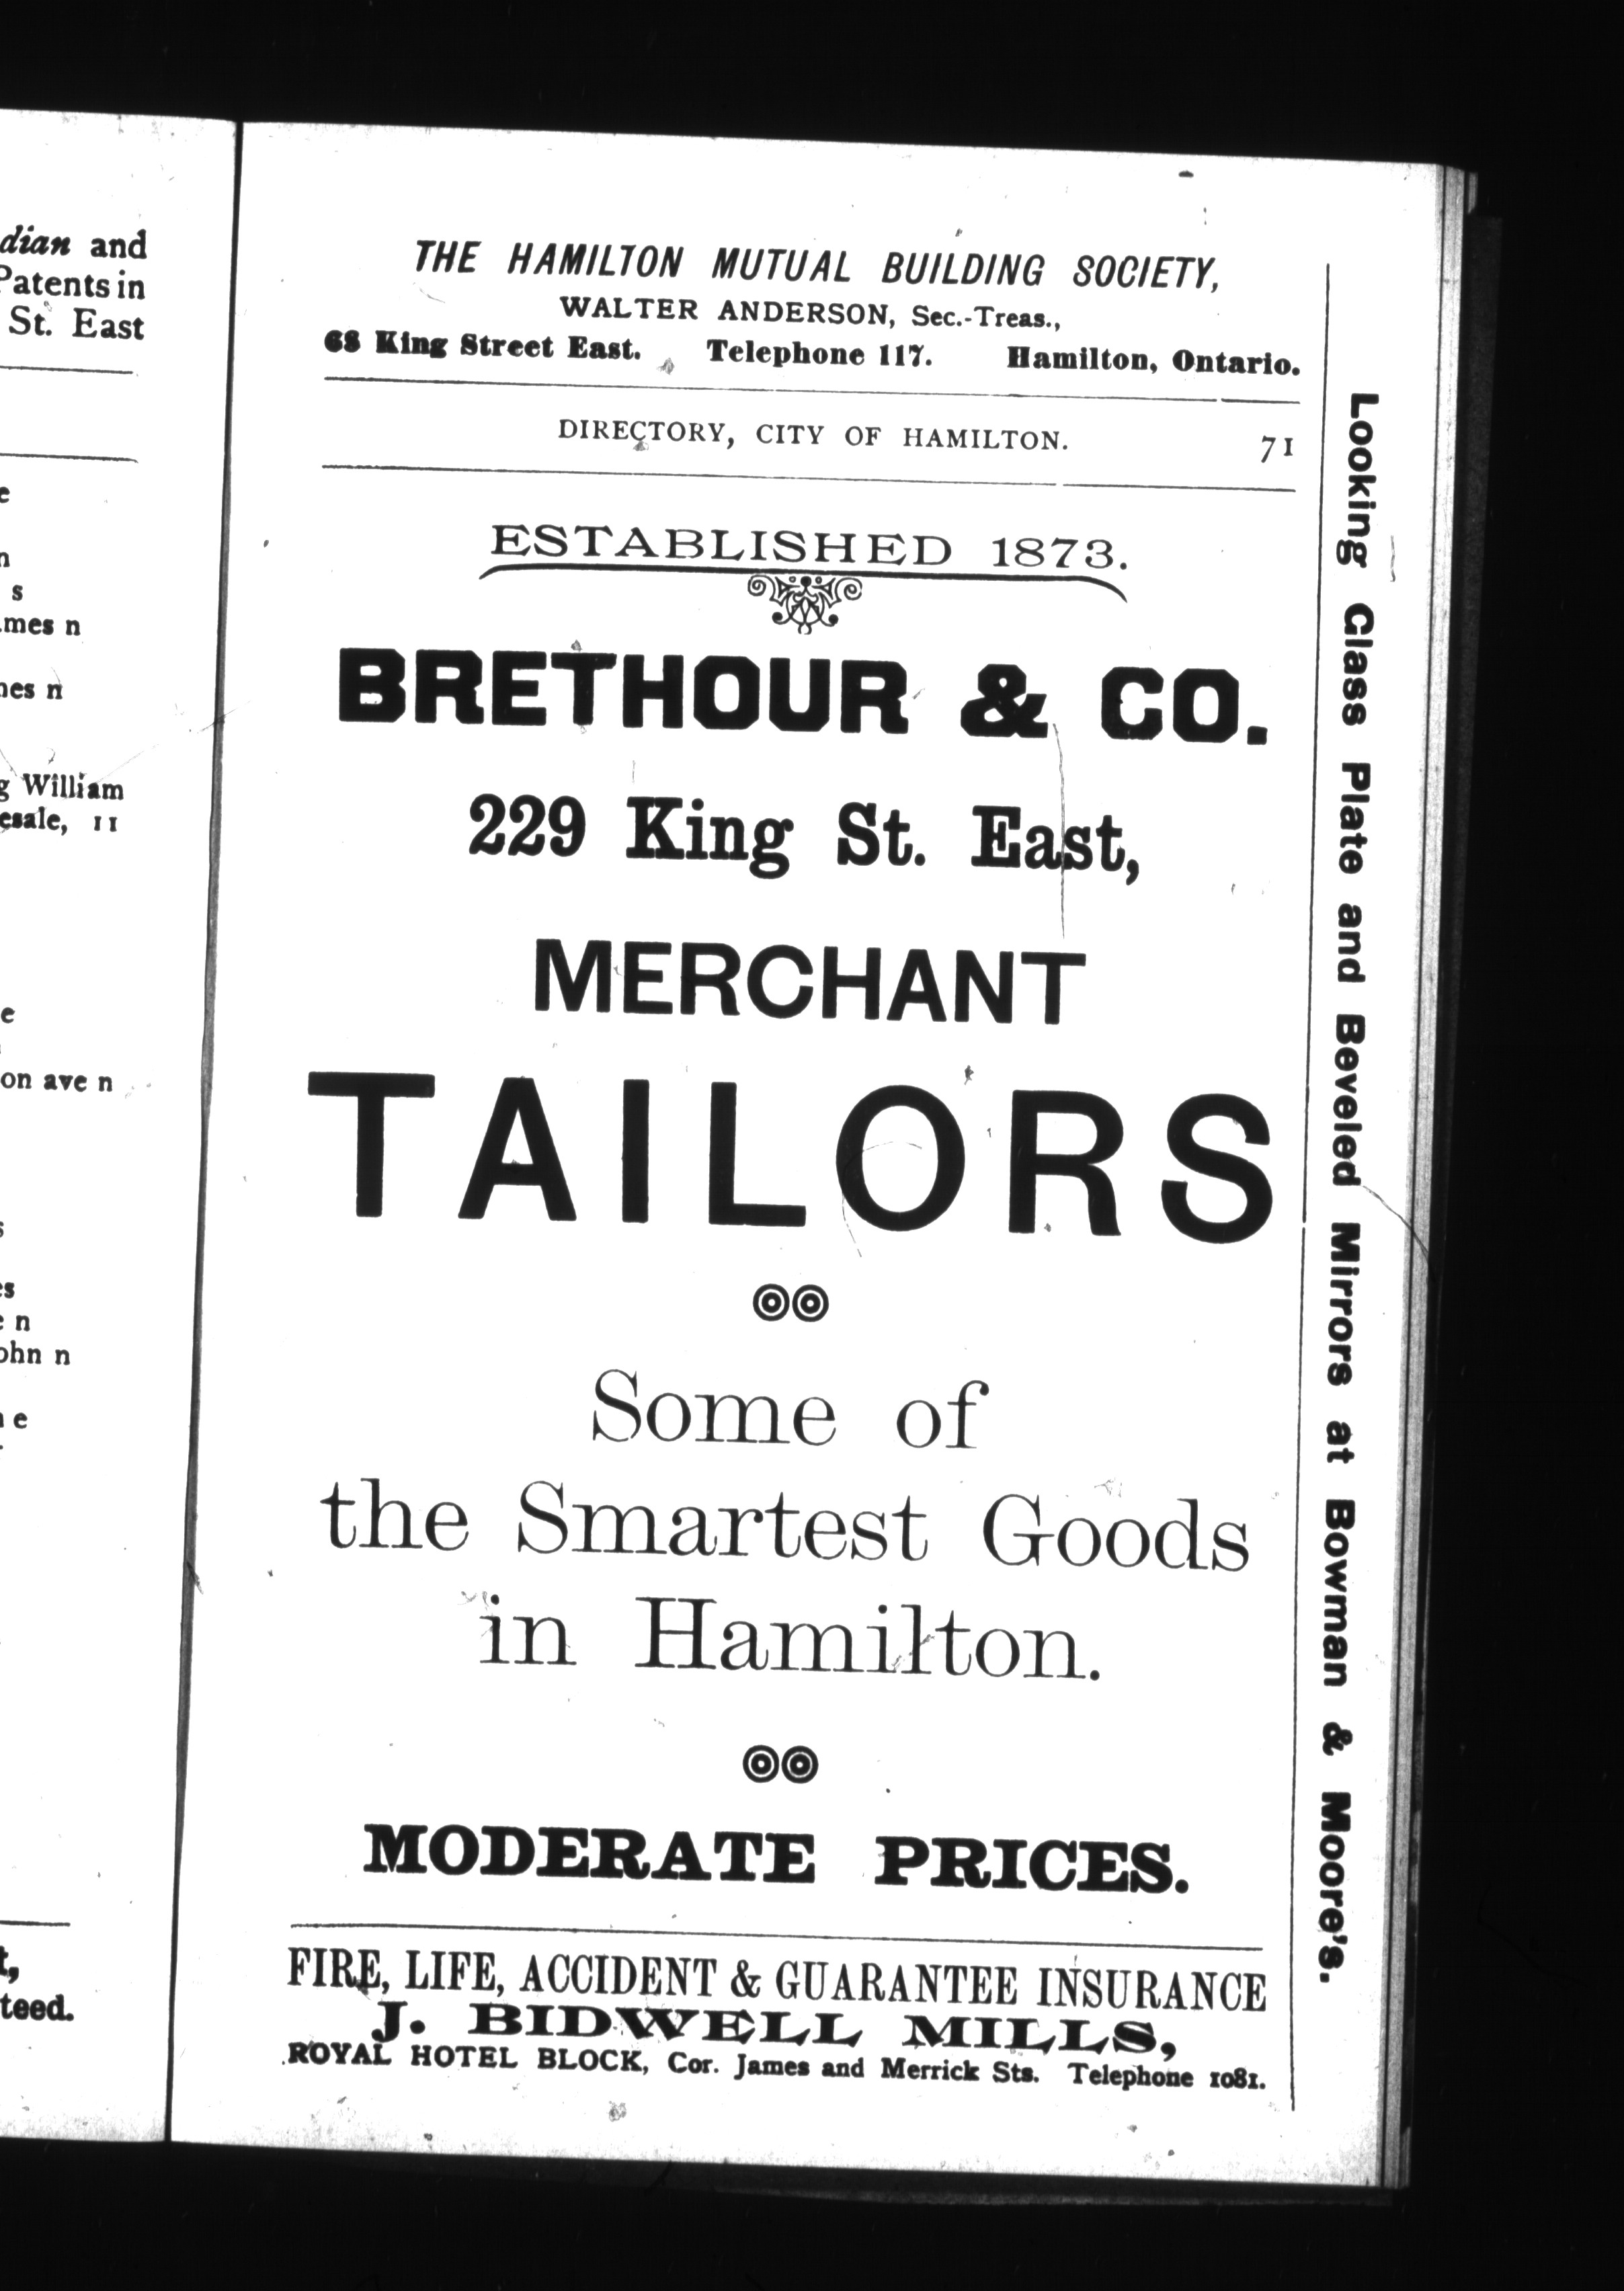 dian and
Patents in
St. East
mes n
nes n
g William
esale, 11
on ave n
e n
ohn n
teed.
THE HAMILTON MUTUAL BUILDING SOCIETY,
WALTER ANDERSON, Sec.-Treas.,
68 King Street East. Telephone 117. Hamilton, Ontario.
DIRECTORY, CITY OF HAMILTON. 71
ESTABLISHED 1873.
BRETHOUR & CO.
229 King St. East,
MERCHANT
TAILORS
Some of
the Smartest Goods
in Hamilton.
MODERATE PRICES.
FIRE, LIFE, ACCIDENT & GUARANTEE INSURANCE
J. BIDWELL MILLS,
ROYAL HOTEL BLOCK, Cor. James and Merrick Sts. Telephone 1081.
Looking Glass Plate and Beveled Mirrors at Bowman & Moore's.